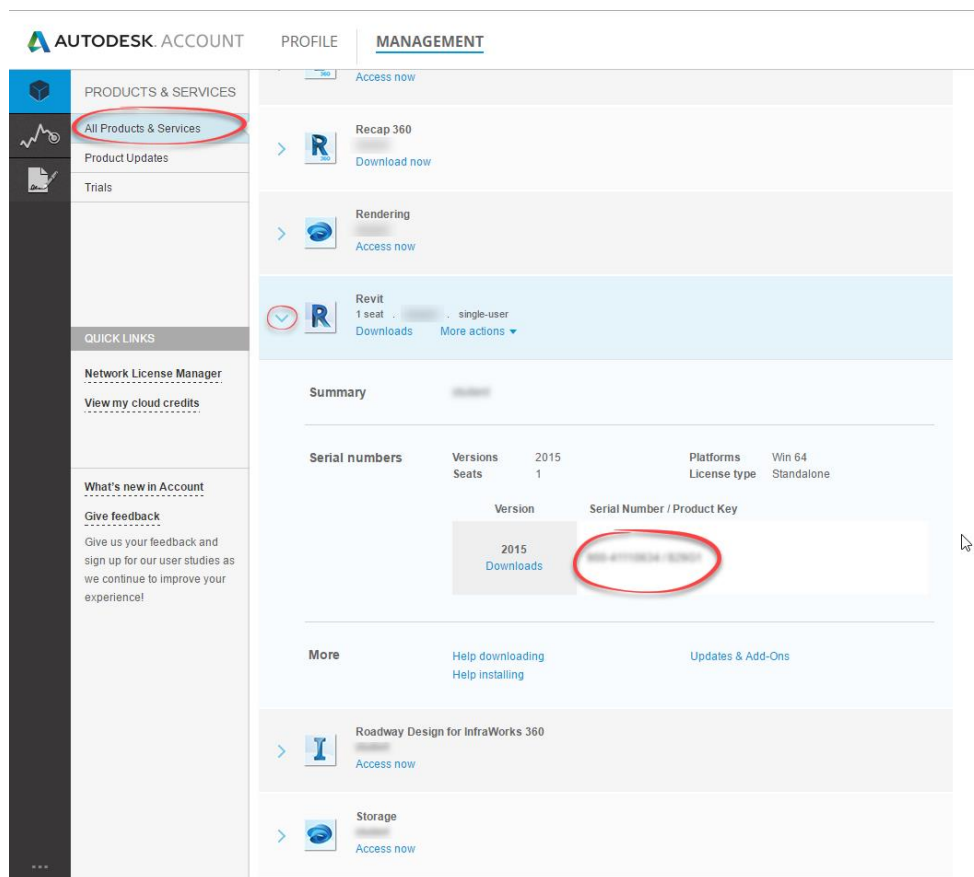 AUTODESK. ACCOUNT PROFILE MANAGEMENT
PRODUCTS & SERVICES
All Products & Services
Product Updates
Trials
QUICK LINKS
Network License Manager
View my cloud credits
What's new in Account
Give feedback
Give us your feedback and
sign up for our user studies as
we continue to improve your
experience!
360
Access now
R
360
Recap 360
Download now
Rendering
Access now
R
Revit
1 seat . . single-user
Downloads More actions
Summary
Serial numbers Versions 2015 Platforms Win 64
Seats 1 License type Standalone
Version Serial Number / Product Key
2015
Downloads
More Help downloading Updates & Add-Ons
Help installing
I
Roadway Design for InfraWorks 360
Access now
Storage
Access now